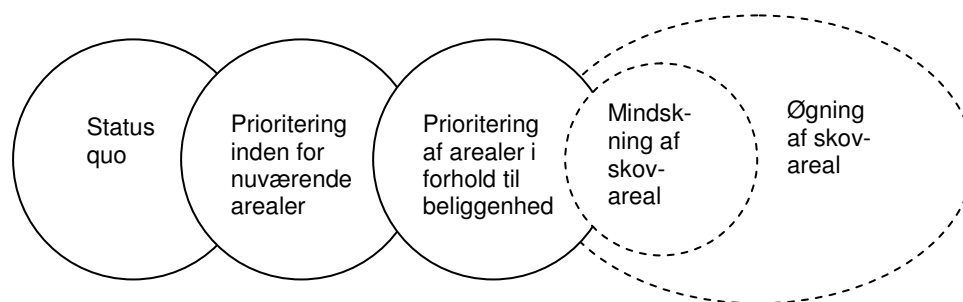 Status
quo
Prioritering
inden for
nuværende
arealer
Prioritering
af arealer i
forhold til
beliggenhed
Mindsk-
ning af
skov-
areal
Øgning
af skov-
areal